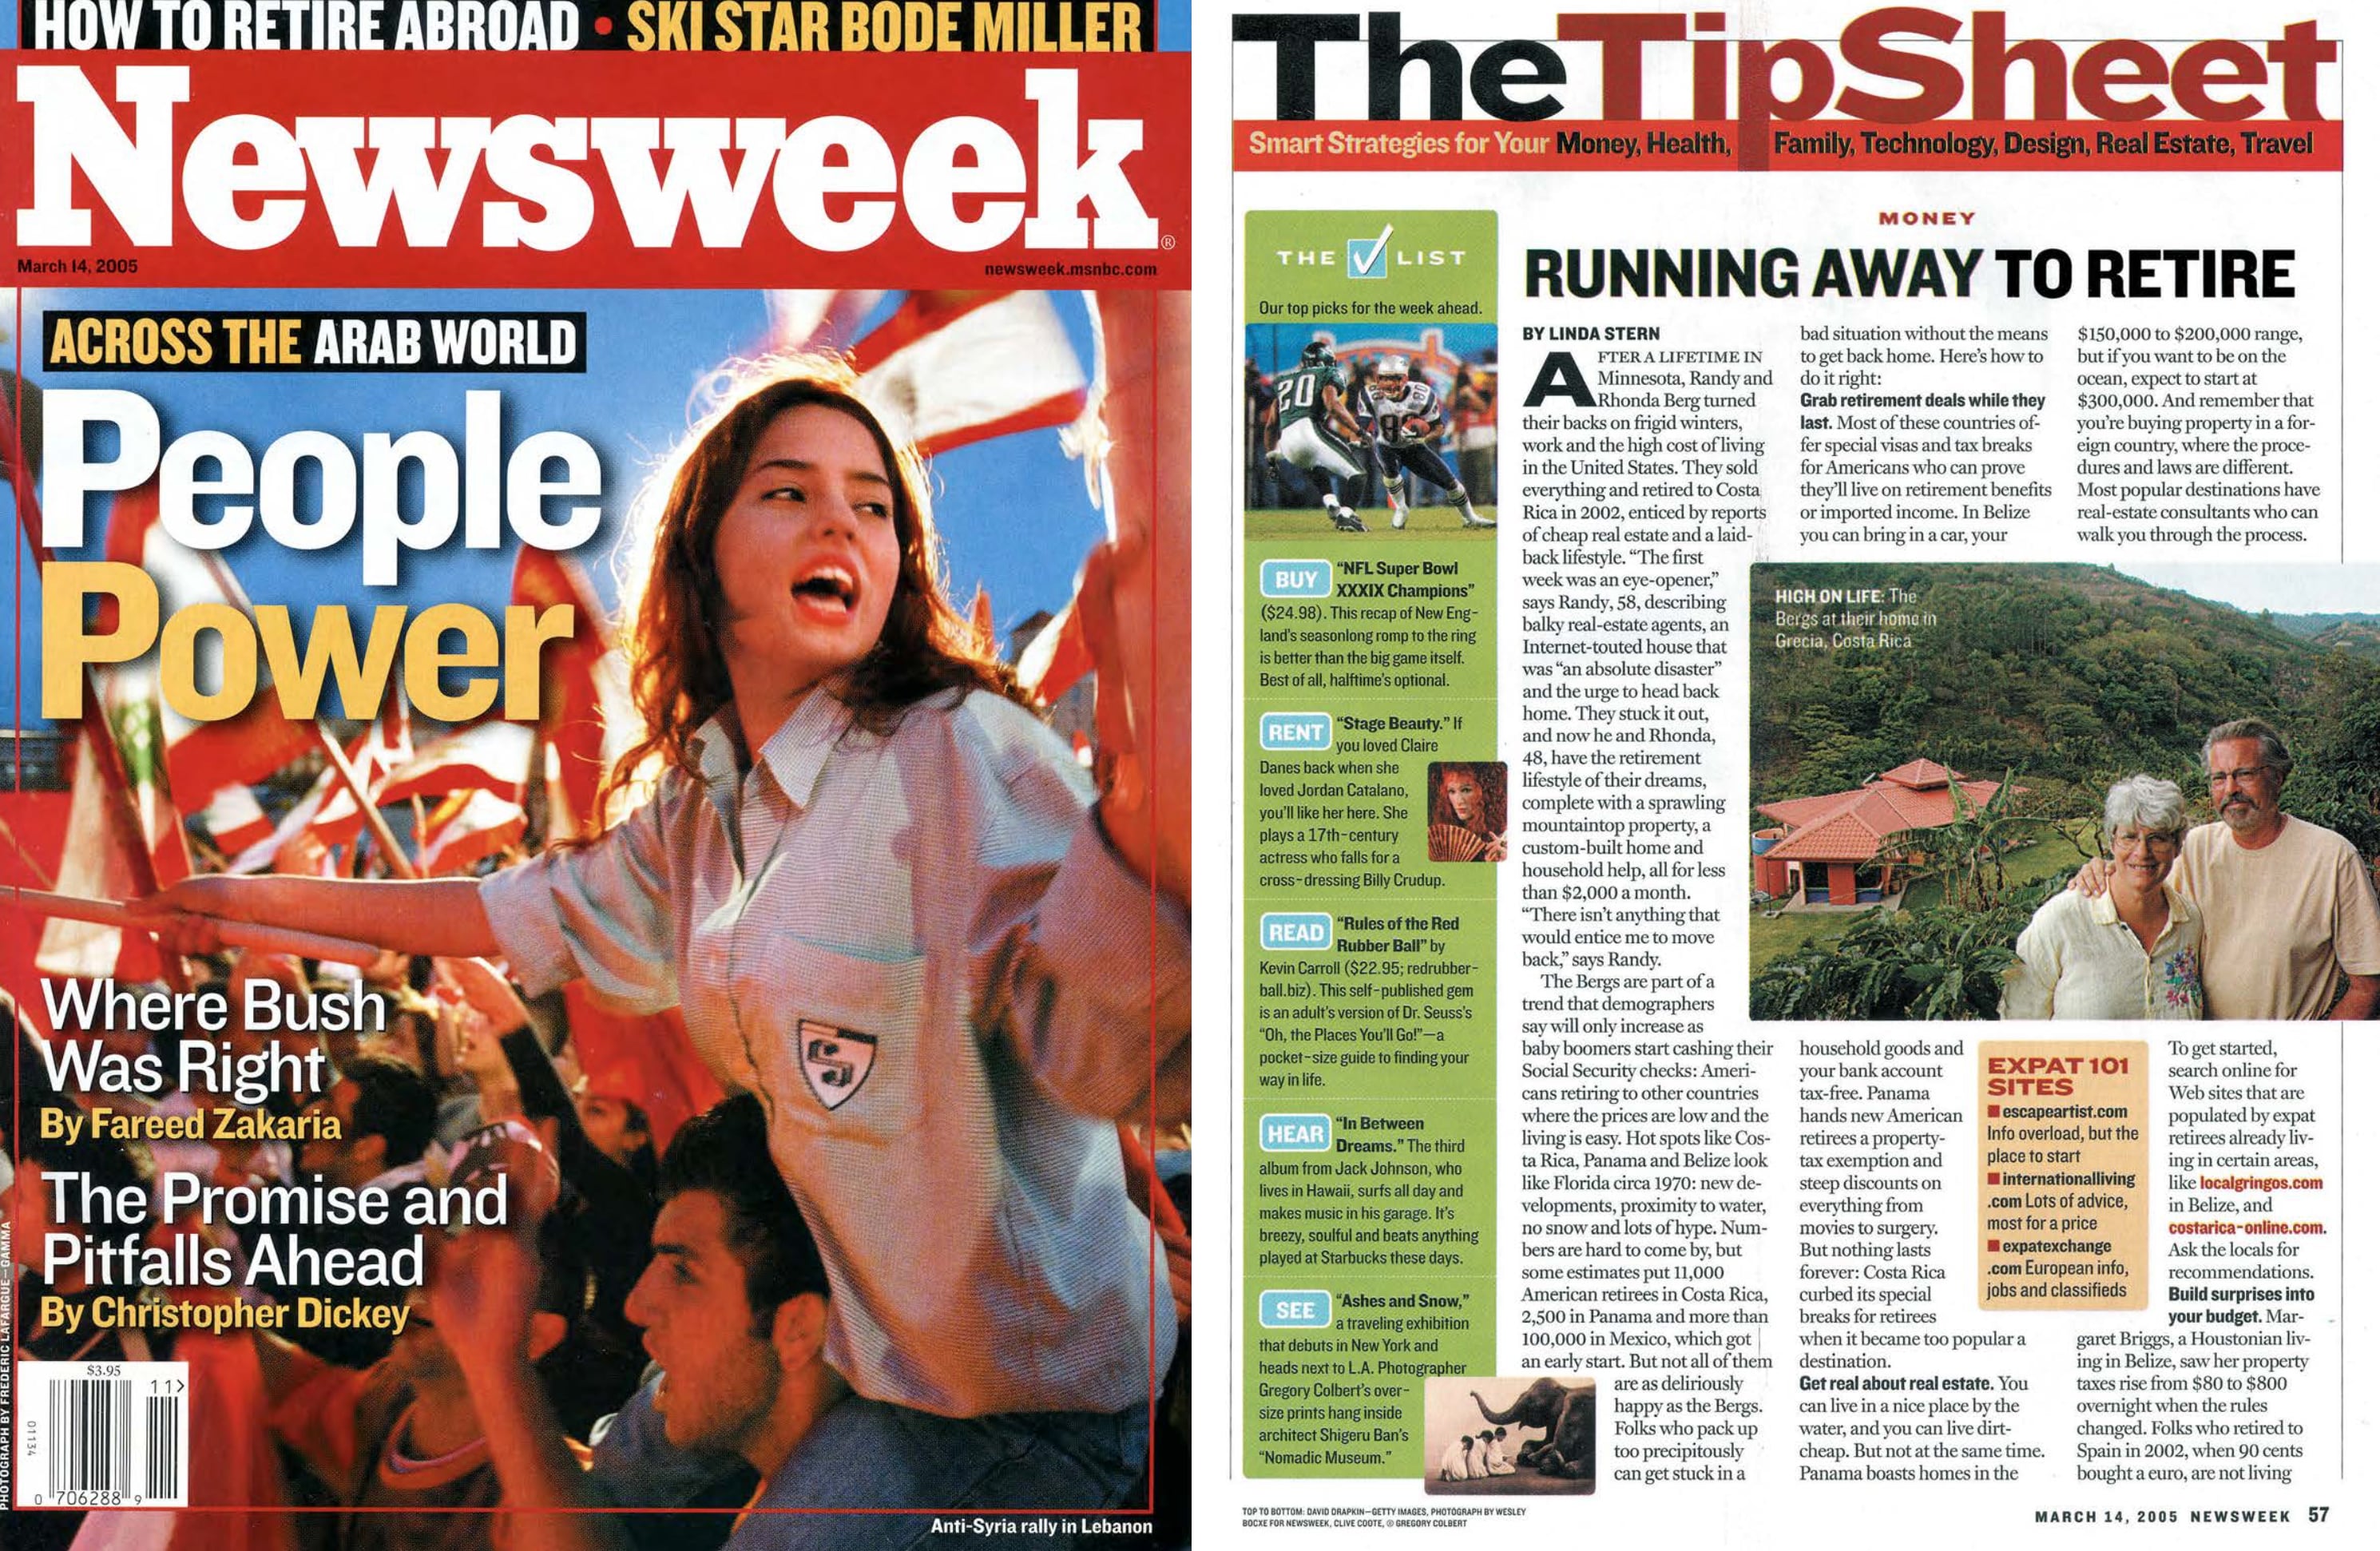 HOW TO RETIRE ABROAD • SKI STAR BODE MILLER
Newsweek®
March 14, 2005
newsweek.msnbc.com
ACROSS THE ARAB WORLD
People
Power
Where Bush
Was Right
By Fareed Zakaria
The Promise and
Pitfalls Ahead
By Christopher Dickey
PHOTOGRAPH BY FREDERIC LAFARGUE—GAMMA
$3.95
11>
01134
0 706288 9
S
Anti-Syria rally in Lebanon
The TipSheet
Smart Strategies for Your Money, Health, Family, Technology, Design, Real Estate, Travel
THE LIST
Our top picks for the week ahead.
20
80
BUY "NFL Super Bowl
XXXIX Champions"
($24.98). This recap of New Eng-
land's seasonlong romp to the ring
is better than the big game itself.
Best of all, halftime's optional.
RENT "Stage Beauty." If
you loved Claire
Danes back when she
loved Jordan Catalano,
you'll like her here. She
plays a 17th-century
actress who falls for a
cross-dressing Billy Crudup.
READ "Rules of the Red
Rubber Ball" by
Kevin Carroll ($22.95; redrubber-
ball.biz). This self-published gem
is an adult's version of Dr. Seuss's
"Oh, the Places You'll Go!"—a
pocket-size guide to finding your
way in life.
HEAR "In Between
Dreams." The third
album from Jack Johnson, who
lives in Hawaii, surfs all day and
makes music in his garage. It's
breezy, soulful and beats anything
played at Starbucks these days.
SEE "Ashes and Snow,"
a traveling exhibition
that debuts in New York and
heads next to L.A. Photographer
Gregory Colbert's over-
size prints hang inside
architect Shigeru Ban's
"Nomadic Museum."
TOP TO BOTTOM: DAVID DRAPKIN—GETTY IMAGES, PHOTOGRAPH BY WESLEY
BOCXE FOR NEWSWEEK, CLIVE COOTE, © GREGORY COLBERT
MONEY
RUNNING AWAY TO RETIRE
BY LINDA STERN
AFTER A LIFETIME IN
Minnesota, Randy and
Rhonda Berg turned
their backs on frigid winters,
work and the high cost of living
in the United States. They sold
everything and retired to Costa
Rica in 2002, enticed by reports
of cheap real estate and a laid-
back lifestyle. "The first
week was an eye-opener,"
says Randy, 58, describing
balky real-estate agents, an
Internet-touted house that
was "an absolute disaster"
and the urge to head back
home. They stuck it out,
and now he and Rhonda,
48, have the retirement
lifestyle of their dreams,
complete with a sprawling
mountaintop property, a
custom-built home and
household help, all for less
than $2,000 a month.
"There isn't anything that
would entice me to move
back," says Randy.
The Bergs are part of a
trend that demographers
say will only increase as
baby boomers start cashing their
Social Security checks: Ameri-
cans retiring to other countries
where the prices are low and the
living is easy. Hot spots like Cos-
ta Rica, Panama and Belize look
like Florida circa 1970: new de-
velopments, proximity to water,
no snow and lots of hype. Num-
bers are hard to come by, but
some estimates put 11,000
American retirees in Costa Rica,
2,500 in Panama and more than
100,000 in Mexico, which got
an early start. But not all of them
are as deliriously
happy as the Bergs.
Folks who pack up
too precipitously
can get stuck in a
bad situation without the means
to get back home. Here's how to
do it right:
Grab retirement deals while they
last. Most of these countries of-
fer special visas and tax breaks
for Americans who can prove
they'll live on retirement benefits
or imported income. In Belize
you can bring in a car, your
HIGH ON LIFE: The
Bergs at their home in
Grecia, Costa Rica
household goods and
your bank account
tax-free. Panama
hands new American
retirees a property-
tax exemption and
steep discounts on
everything from
movies to surgery.
But nothing lasts
forever: Costa Rica
curbed its special
breaks for retirees
when it became too popular a
destination.
Get real about real estate. You
can live in a nice place by the
water, and you can live dirt-
cheap. But not at the same time.
Panama boasts homes in the
$150,000 to $200,000 range,
but if you want to be on the
ocean, expect to start at
$300,000. And remember that
you're buying property in a for-
eign country, where the proce-
dures and laws are different.
Most popular destinations have
real-estate consultants who can
walk you through the process.
EXPAT 101
SITES
■ escapeartist.com
Info overload, but the
place to start
■ internationalliving
.com Lots of advice,
most for a price
■ expatexchange
.com European info,
jobs and classifieds
To get started,
search online for
Web sites that are
populated by expat
retirees already liv-
ing in certain areas,
like localgringos.com
in Belize, and
costarica-online.com.
Ask the locals for
recommendations.
Build surprises into
your budget. Mar-
garet Briggs, a Houstonian liv-
ing in Belize, saw her property
taxes rise from $80 to $800
overnight when the rules
changed. Folks who retired to
Spain in 2002, when 90 cents
bought a euro, are not living
MARCH 14, 2005 NEWSWEEK 57